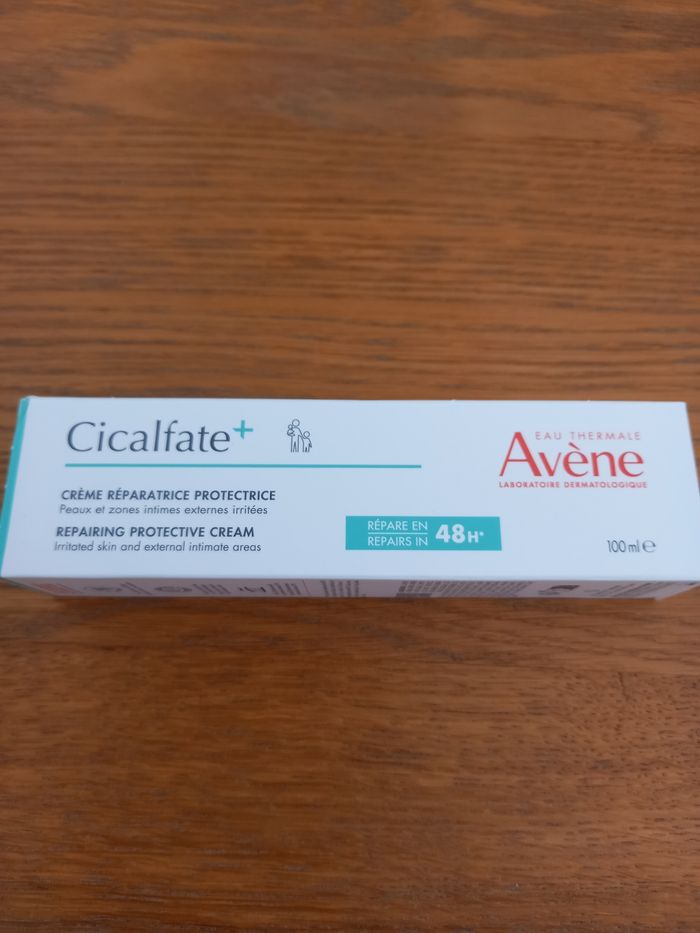 Cicalfate+
CRÈME RÉPARATRICE PROTECTRICE
Peaux et zones intimes externes irritées
REPAIRING PROTECTIVE CREAM
Irritated skin and external intimate areas
RÉPARE EN
REPAIRS IN
48H*
EAU THERMALE
Avène
LABORATOIRE DERMATOLOGIQUE
100 ml ℮